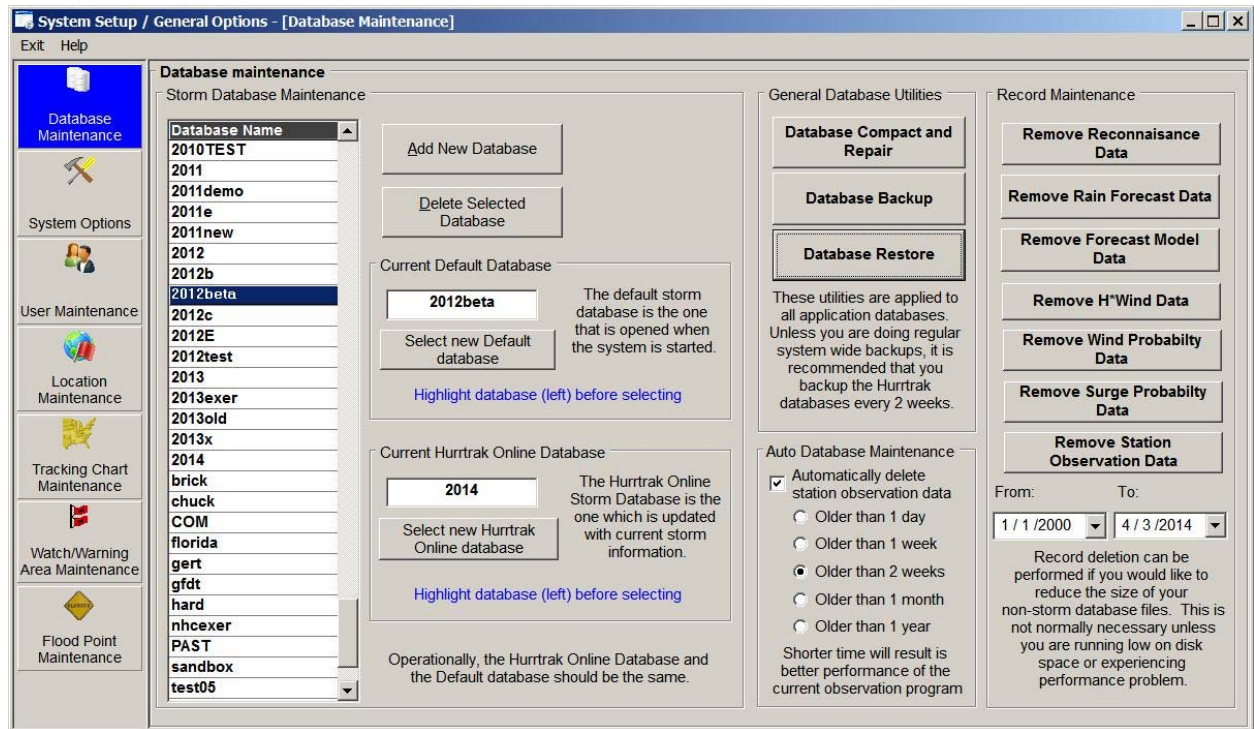 System Setup / General Options - [Database Maintenance]
Exit Help
Database
Maintenance
System Options
User Maintenance
Location
Maintenance
Tracking Chart
Maintenance
Watch/Warning
Area Maintenance
Flood Point
Maintenance
Database maintenance
Storm Database Maintenance
Database Name
2010TEST
2011
2011demo
2011e
2011new
2012
2012b
2012beta
2012c
2012E
2012test
2013
2013exer
2013old
2013x
2014
brick
chuck
COM
florida
gert
gfdt
hard
nhcexer
PAST
sandbox
test05
Add New Database
Delete Selected
Database
Current Default Database
2012beta
Select new Default
database
The default storm
database is the one
that is opened when
the system is started.
Highlight database (left) before selecting
Current Hurrtrak Online Database
2014
Select new Hurrtrak
Online database
The Hurrtrak Online
Storm Database is the
one which is updated
with current storm
information.
Highlight database (left) before selecting
Operationally, the Hurrtrak Online Database and
the Default database should be the same.
General Database Utilities
Database Compact and
Repair
Database Backup
Database Restore
These utilities are applied to
all application databases.
Unless you are doing regular
system wide backups, it is
recommended that you
backup the Hurrtrak
databases every 2 weeks.
Auto Database Maintenance
Automatically delete
station observation data
Older than 1 day
Older than 1 week
Older than 2 weeks
Older than 1 month
Older than 1 year
Shorter time will result is
better performance of the
current observation program
Record Maintenance
Remove Reconnaisance
Data
Remove Rain Forecast Data
Remove Forecast Model
Data
Remove H*Wind Data
Remove Wind Probabilty
Data
Remove Surge Probabilty
Data
Remove Station
Observation Data
From: To:
1 / 1 /2000 4 / 3 /2014
Record deletion can be
performed if you would like to
reduce the size of your
non-storm database files. This is
not normally necessary unless
you are running low on disk
space or experiencing
performance problem.